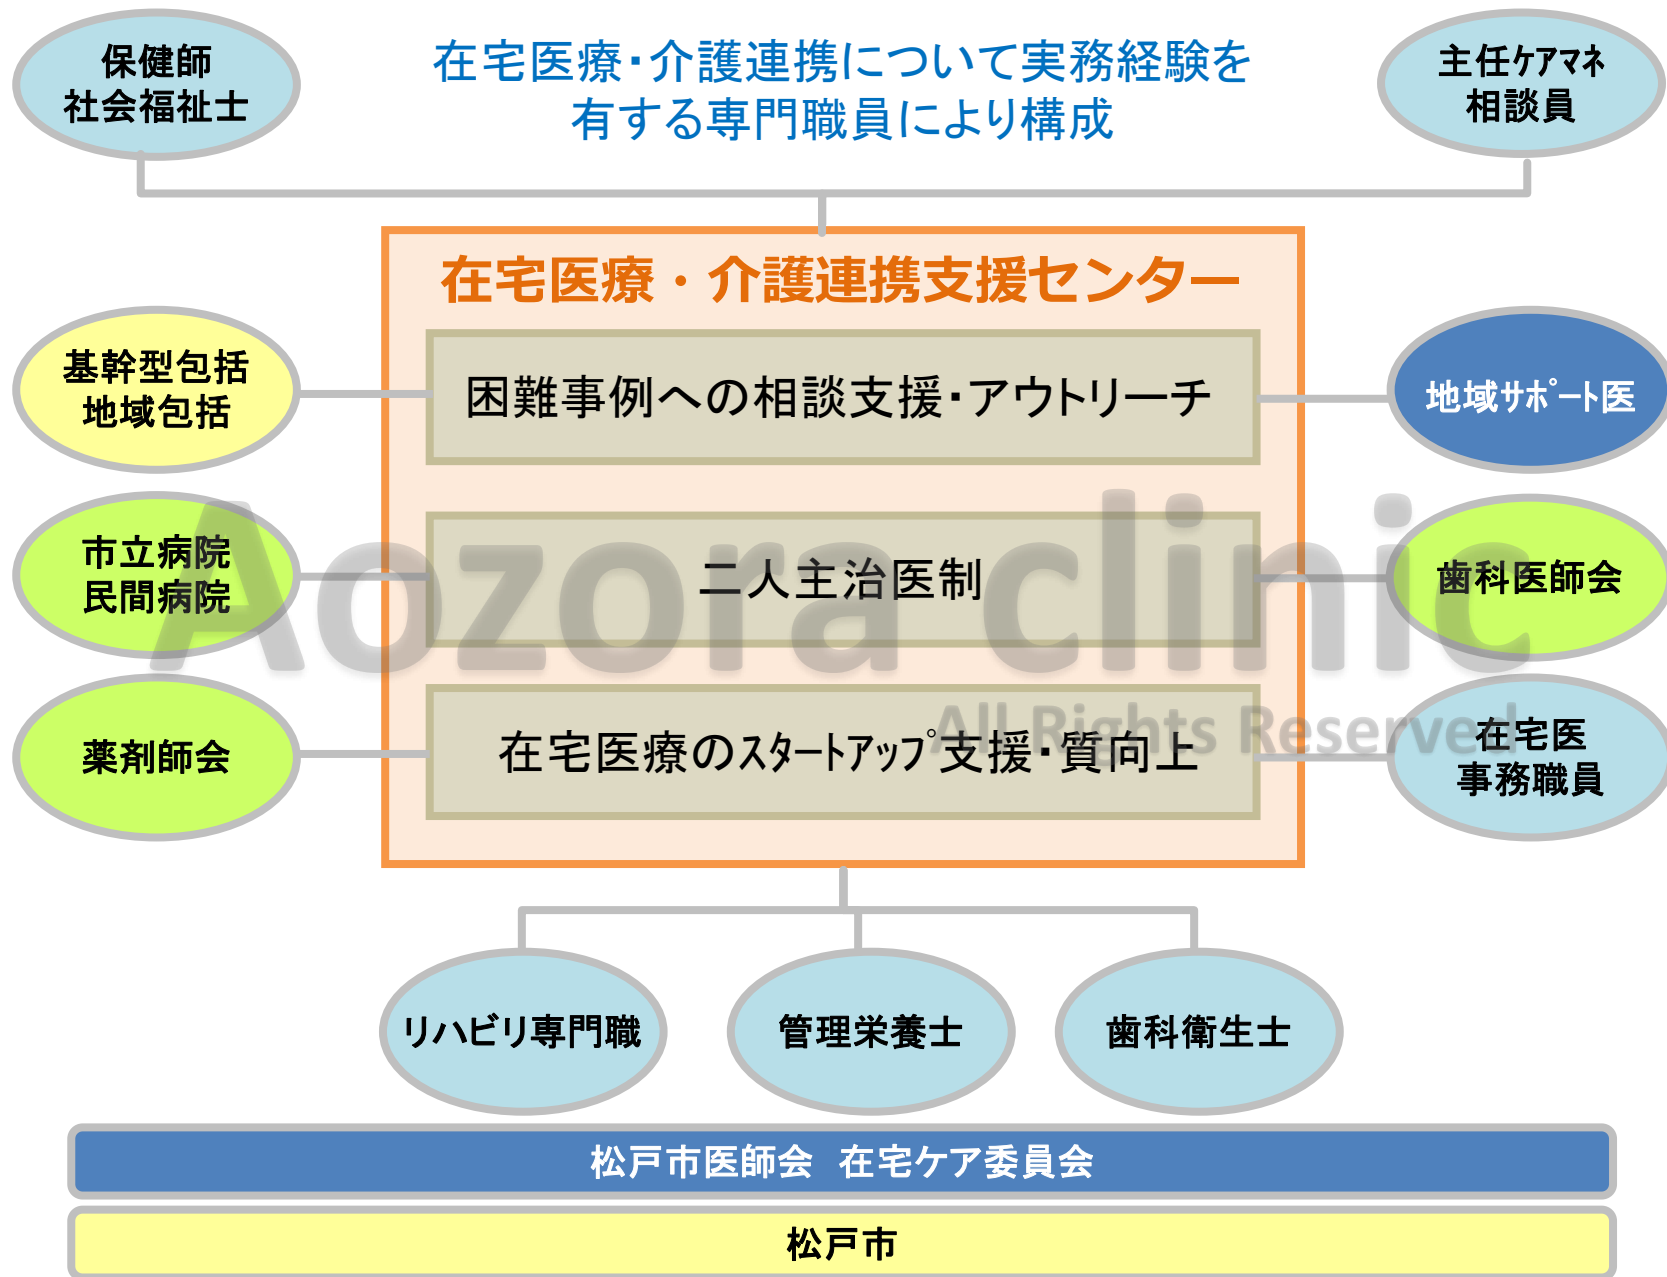 保健師
社会福祉士
在宅医療・介護連携について実務経験を
有する専門職員により構成
主任ｹｱﾏﾈ
相談員
在宅医療・介護連携支援センター
基幹型包括
地域包括
困難事例への相談支援・アウトリーチ
地域ｻﾎﾟｰﾄ医
市立病院
民間病院
二人主治医制
歯科医師会
Aozora clinic
All Rights Reserved
薬剤師会
在宅医療のｽﾀｰﾄｱｯﾌﾟ支援・質向上
在宅医
事務職員
リハビリ専門職
管理栄養士
歯科衛生士
松戸市医師会　在宅ケア委員会
松戸市